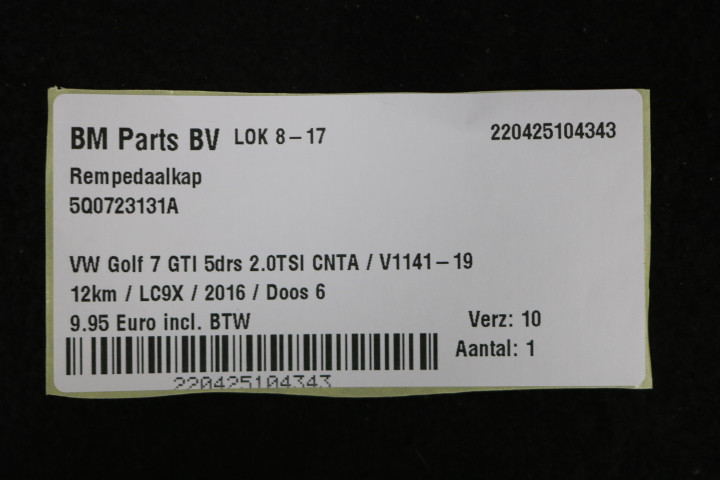 BM Parts BV LOK 8-17 220425104343
Rempedaalkap
5Q0723131A
VW Golf 7 GTI 5drs 2.0TSI CNTA / V1141-19
12km / LC9X / 2016 / Doos 6
9.95 Euro incl. BTW Verz: 10
Aantal: 1
220425104343